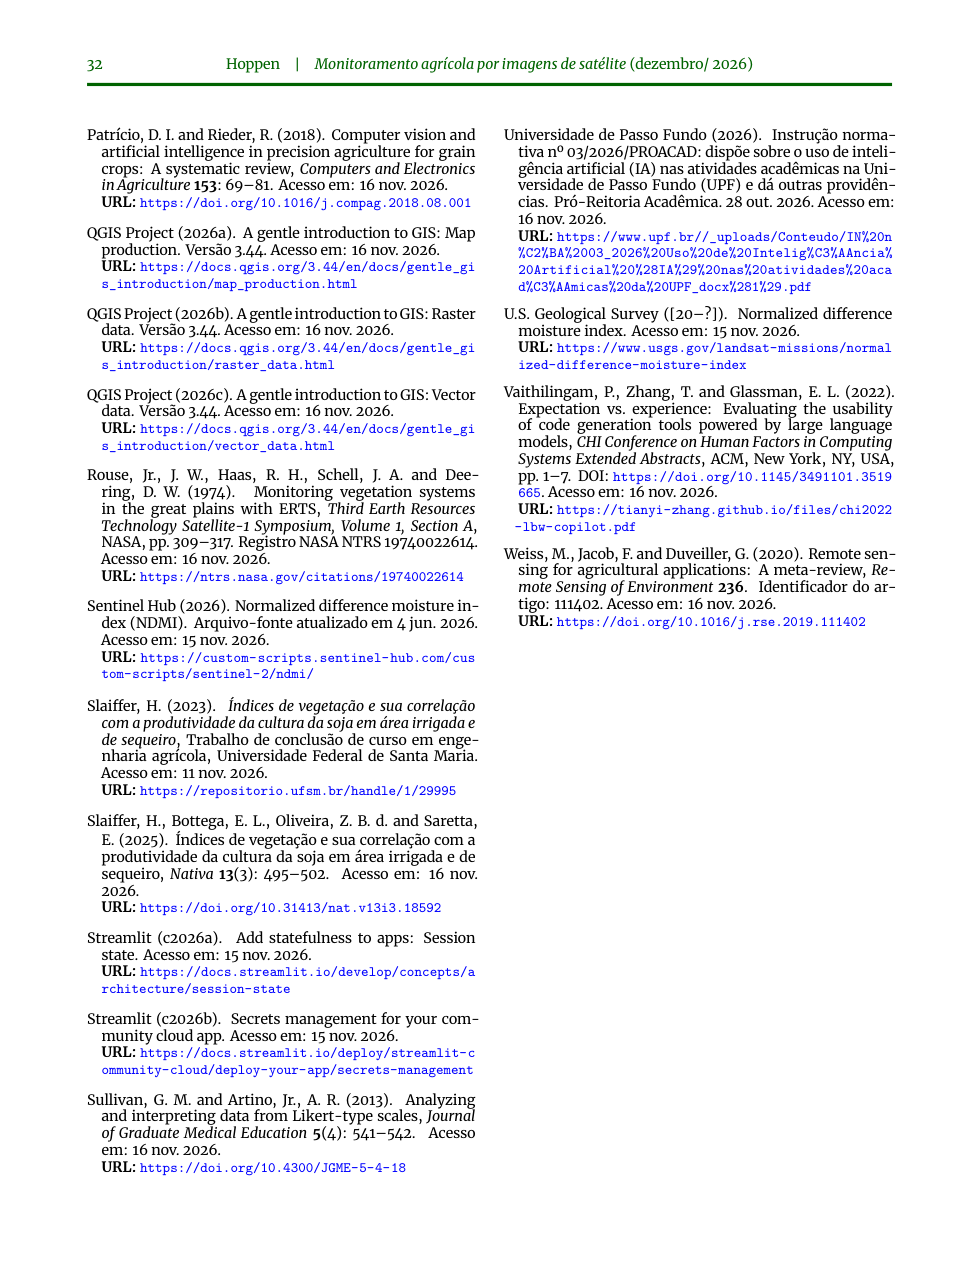 32 Hoppen | Monitoramento agrícola por imagens de satélite (dezembro/ 2026)
Patrício, D. I. and Rieder, R. (2018). Computer vision and
artificial intelligence in precision agriculture for grain
crops: A systematic review, Computers and Electronics
in Agriculture 153: 69–81. Acesso em: 16 nov. 2026.
URL: https://doi.org/10.1016/j.compag.2018.08.001
QGIS Project (2026a). A gentle introduction to GIS: Map
production. Versão 3.44. Acesso em: 16 nov. 2026.
URL: https://docs.qgis.org/3.44/en/docs/gentle_gi
s_introduction/map_production.html
QGIS Project (2026b). A gentle introduction to GIS: Raster
data. Versão 3.44. Acesso em: 16 nov. 2026.
URL: https://docs.qgis.org/3.44/en/docs/gentle_gi
s_introduction/raster_data.html
QGIS Project (2026c). A gentle introduction to GIS: Vector
data. Versão 3.44. Acesso em: 16 nov. 2026.
URL: https://docs.qgis.org/3.44/en/docs/gentle_gi
s_introduction/vector_data.html
Rouse, Jr., J. W., Haas, R. H., Schell, J. A. and Dee-
ring, D. W. (1974). Monitoring vegetation systems
in the great plains with ERTS, Third Earth Resources
Technology Satellite-1 Symposium, Volume 1, Section A,
NASA, pp. 309–317. Registro NASA NTRS 19740022614.
Acesso em: 16 nov. 2026.
URL: https://ntrs.nasa.gov/citations/19740022614
Sentinel Hub (2026). Normalized difference moisture in-
dex (NDMI). Arquivo-fonte atualizado em 4 jun. 2026.
Acesso em: 15 nov. 2026.
URL: https://custom-scripts.sentinel-hub.com/cus
tom-scripts/sentinel-2/ndmi/
Slaiffer, H. (2023). Índices de vegetação e sua correlação
com a produtividade da cultura da soja em área irrigada e
de sequeiro, Trabalho de conclusão de curso em enge-
nharia agrícola, Universidade Federal de Santa Maria.
Acesso em: 11 nov. 2026.
URL: https://repositorio.ufsm.br/handle/1/29995
Slaiffer, H., Bottega, E. L., Oliveira, Z. B. d. and Saretta,
E. (2025). Índices de vegetação e sua correlação com a
produtividade da cultura da soja em área irrigada e de
sequeiro, Nativa 13(3): 495–502. Acesso em: 16 nov.
2026.
URL: https://doi.org/10.31413/nat.v13i3.18592
Streamlit (c2026a). Add statefulness to apps: Session
state. Acesso em: 15 nov. 2026.
URL: https://docs.streamlit.io/develop/concepts/a
rchitecture/session-state
Streamlit (c2026b). Secrets management for your com-
munity cloud app. Acesso em: 15 nov. 2026.
URL: https://docs.streamlit.io/deploy/streamlit-c
ommunity-cloud/deploy-your-app/secrets-management
Sullivan, G. M. and Artino, Jr., A. R. (2013). Analyzing
and interpreting data from Likert-type scales, Journal
of Graduate Medical Education 5(4): 541–542. Acesso
em: 16 nov. 2026.
URL: https://doi.org/10.4300/JGME-5-4-18
Universidade de Passo Fundo (2026). Instrução norma-
tiva nº 03/2026/PROACAD: dispõe sobre o uso de inteli-
gência artificial (IA) nas atividades acadêmicas na Uni-
versidade de Passo Fundo (UPF) e dá outras providên-
cias. Pró-Reitoria Acadêmica. 28 out. 2026. Acesso em:
16 nov. 2026.
URL: https://www.upf.br//_uploads/Conteudo/IN%20n
%C2%BA%2003_2026%20Uso%20de%20Intelig%C3%AAncia%
20Artificial%20%28IA%29%20nas%20atividades%20aca
d%C3%AAmicas%20da%20UPF_docx%281%29.pdf
U.S. Geological Survey ([20–?]). Normalized difference
moisture index. Acesso em: 15 nov. 2026.
URL: https://www.usgs.gov/landsat-missions/normal
ized-difference-moisture-index
Vaithilingam, P., Zhang, T. and Glassman, E. L. (2022).
Expectation vs. experience: Evaluating the usability
of code generation tools powered by large language
models, CHI Conference on Human Factors in Computing
Systems Extended Abstracts, ACM, New York, NY, USA,
pp. 1–7. DOI: https://doi.org/10.1145/3491101.3519
665. Acesso em: 16 nov. 2026.
URL: https://tianyi-zhang.github.io/files/chi2022
-lbw-copilot.pdf
Weiss, M., Jacob, F. and Duveiller, G. (2020). Remote sen-
sing for agricultural applications: A meta-review, Re-
mote Sensing of Environment 236. Identificador do ar-
tigo: 111402. Acesso em: 16 nov. 2026.
URL: https://doi.org/10.1016/j.rse.2019.111402